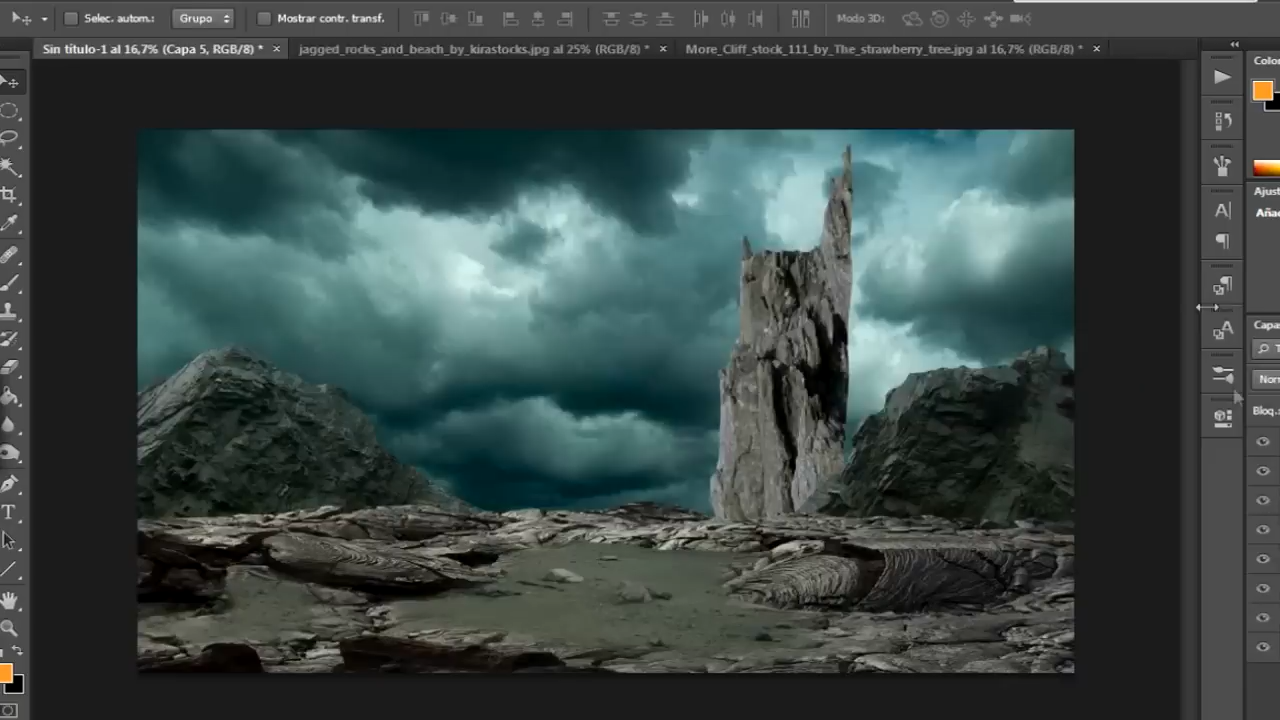 Selec. autom.: Grupo Mostrar contr. transf. Modo 3D:
Sin título-1 al 16,7% (Capa 5, RGB/8) * × jagged_rocks_and_beach_by_kirastocks.jpg al 25% (RGB/8) * × More_Cliff_stock_111_by_The_strawberry_tree.jpg al 16,7% (RGB/8) * ×
Color
Ajust
Añad
Capa
Nor
Bloq.: